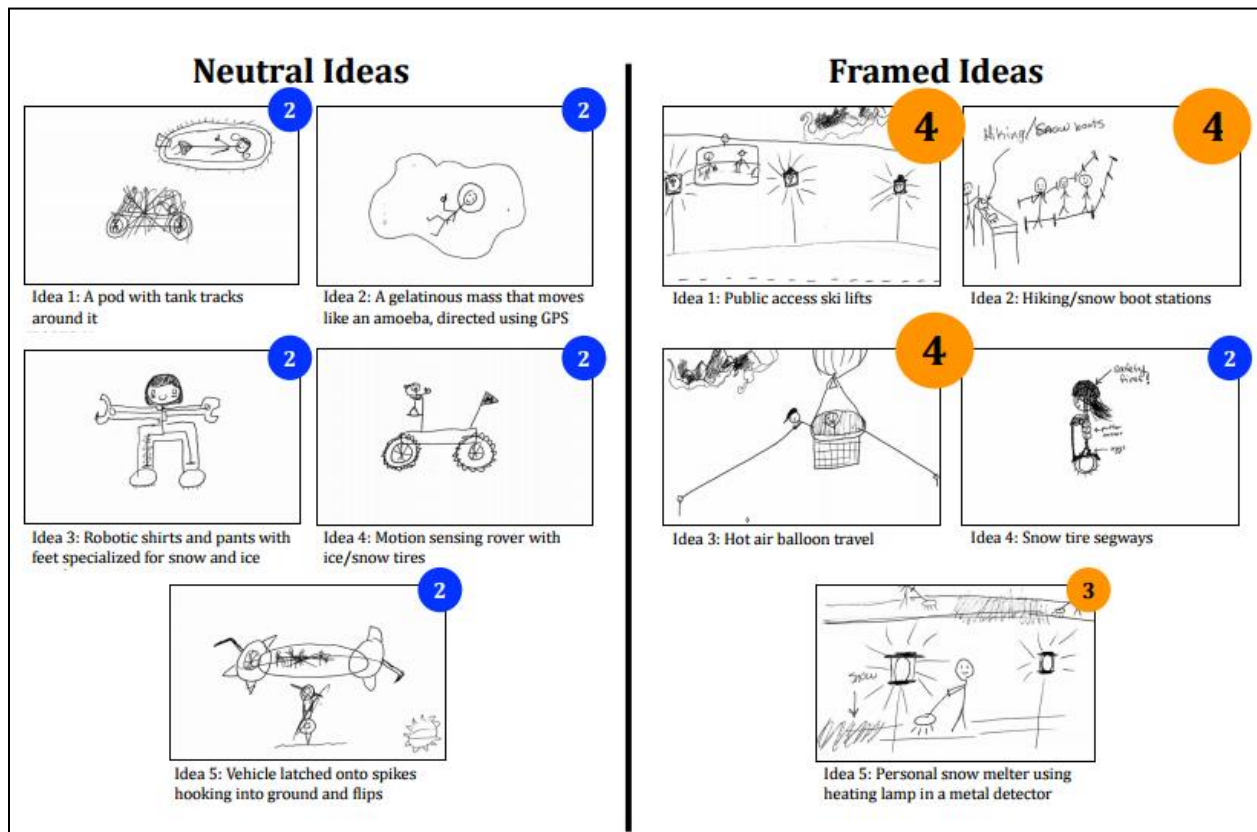 Neutral Ideas
2
2
Idea 1: A pod with tank tracks
around it
Idea 2: A gelatinous mass that moves
like an amoeba, directed using GPS
2
2
Idea 3: Robotic shirts and pants with
feet specialized for snow and ice
Idea 4: Motion sensing rover with
ice/snow tires
2
Idea 5: Vehicle latched onto spikes
hooking into ground and flips
Framed Ideas
4
4
Hiking/Snow boots
Idea 1: Public access ski lifts
Idea 2: Hiking/snow boot stations
4
2
safety
first!
Idea 3: Hot air balloon travel
Idea 4: Snow tire segways
3
snow
Idea 5: Personal snow melter using
heating lamp in a metal detector